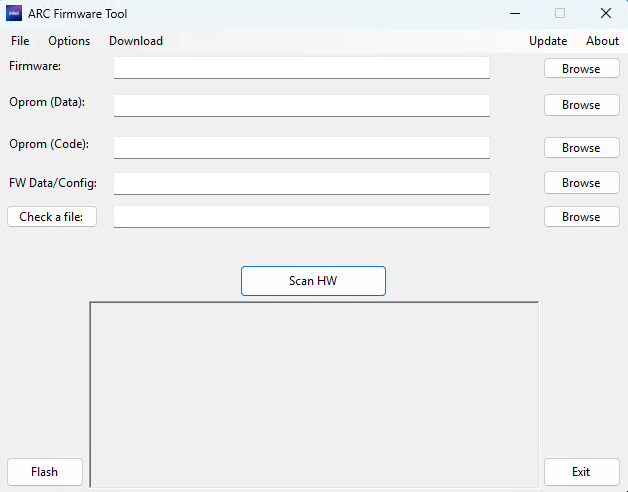 intel ARC Firmware Tool
File Options Download Update About
Firmware: Browse
Oprom (Data): Browse
Oprom (Code): Browse
FW Data/Config: Browse
Check a file: Browse
Scan HW
Flash Exit